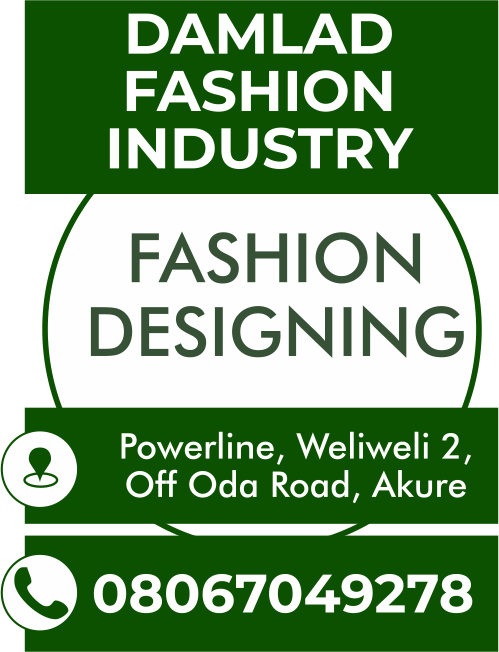 DAMLAD
FASHION
INDUSTRY
FASHION
DESIGNING
Powerline, Weliweli 2,
Off Oda Road, Akure
08067049278